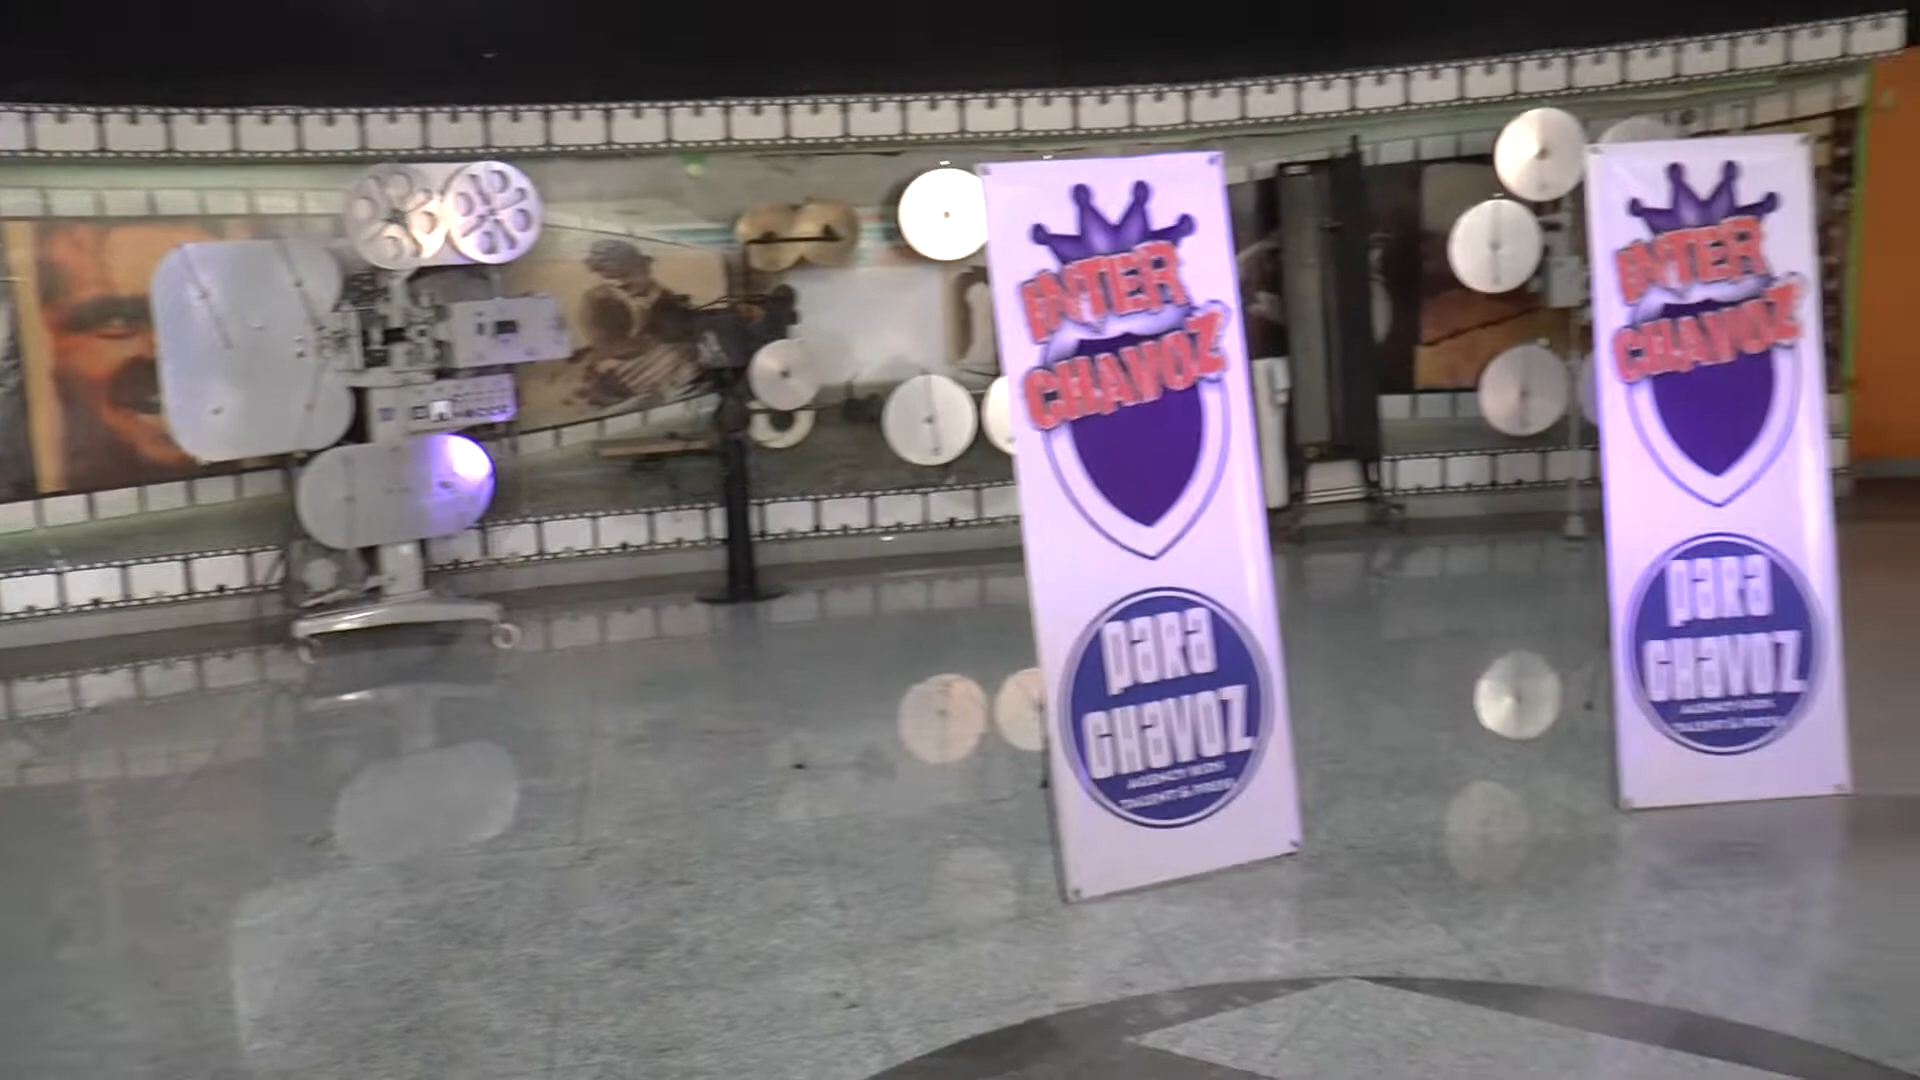 INTER
CHAVOZ
para
CHavoz
INTER
CHAVOZ
para
CHavoz